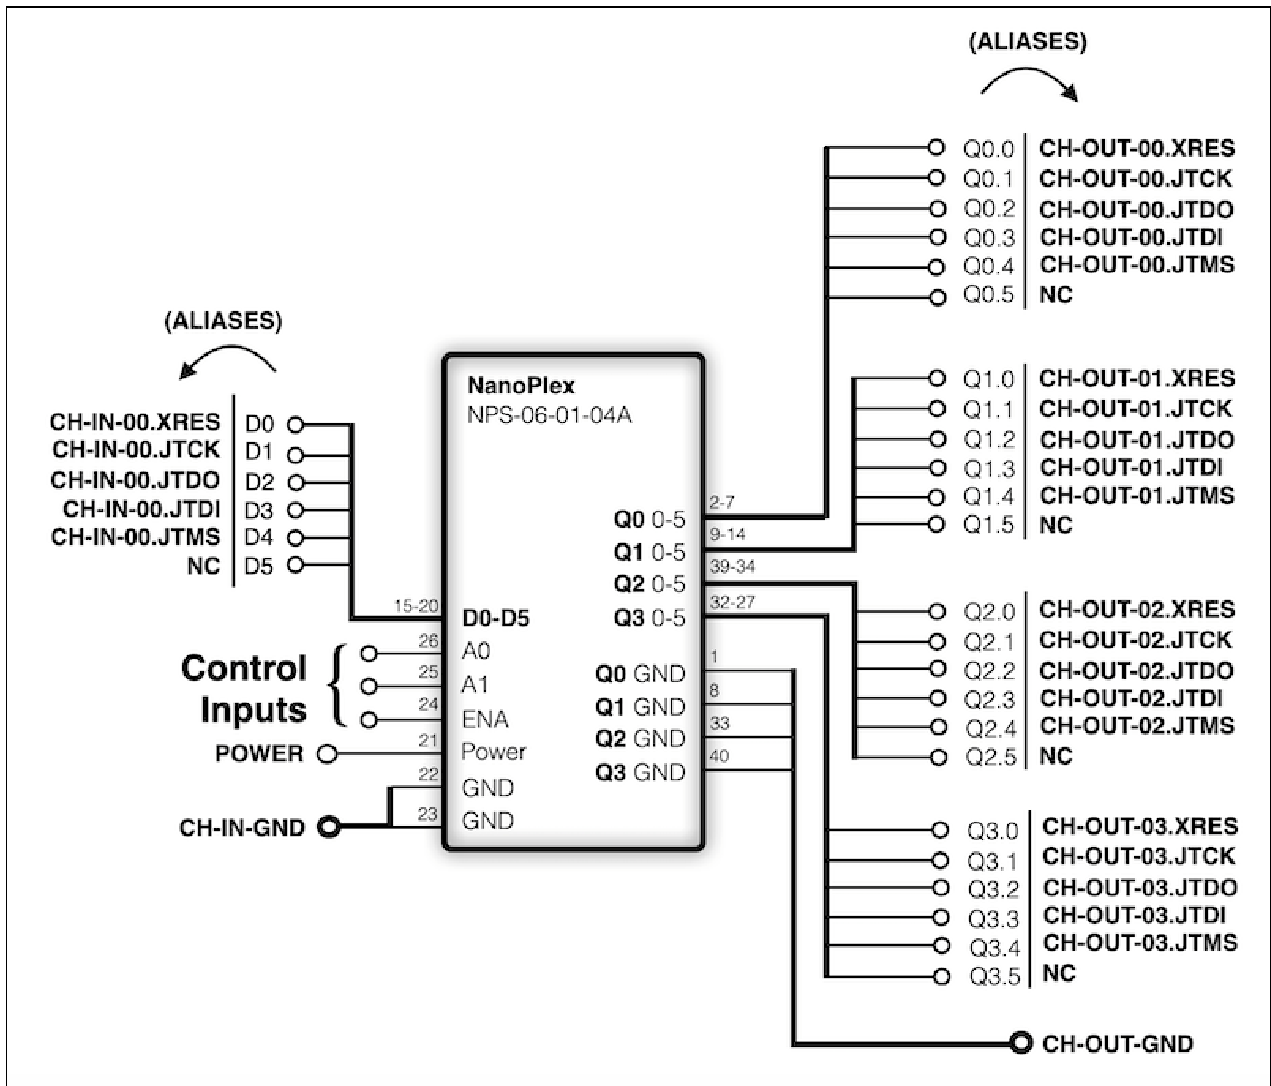 (ALIASES)
Q0.0 CH-OUT-00.XRES
Q0.1 CH-OUT-00.JTCK
Q0.2 CH-OUT-00.JTDO
Q0.3 CH-OUT-00.JTDI
Q0.4 CH-OUT-00.JTMS
Q0.5 NC
(ALIASES)
CH-IN-00.XRES D0
CH-IN-00.JTCK D1
CH-IN-00.JTDO D2
CH-IN-00.JTDI D3
CH-IN-00.JTMS D4
NC D5
NanoPlex
NPS-06-01-04A
Q1.0 CH-OUT-01.XRES
Q1.1 CH-OUT-01.JTCK
Q1.2 CH-OUT-01.JTDO
Q1.3 CH-OUT-01.JTDI
Q1.4 CH-OUT-01.JTMS
Q1.5 NC
Q0 0-5 2-7
Q1 0-5 9-14
Q2 0-5 39-34
Q3 0-5 32-27
15-20 D0-D5
Control
Inputs
26 A0
25 A1
24 ENA
POWER 21 Power
22 GND
CH-IN-GND 23 GND
Q0 GND 1
Q1 GND 8
Q2 GND 33
Q3 GND 40
Q2.0 CH-OUT-02.XRES
Q2.1 CH-OUT-02.JTCK
Q2.2 CH-OUT-02.JTDO
Q2.3 CH-OUT-02.JTDI
Q2.4 CH-OUT-02.JTMS
Q2.5 NC
Q3.0 CH-OUT-03.XRES
Q3.1 CH-OUT-03.JTCK
Q3.2 CH-OUT-03.JTDO
Q3.3 CH-OUT-03.JTDI
Q3.4 CH-OUT-03.JTMS
Q3.5 NC
CH-OUT-GND